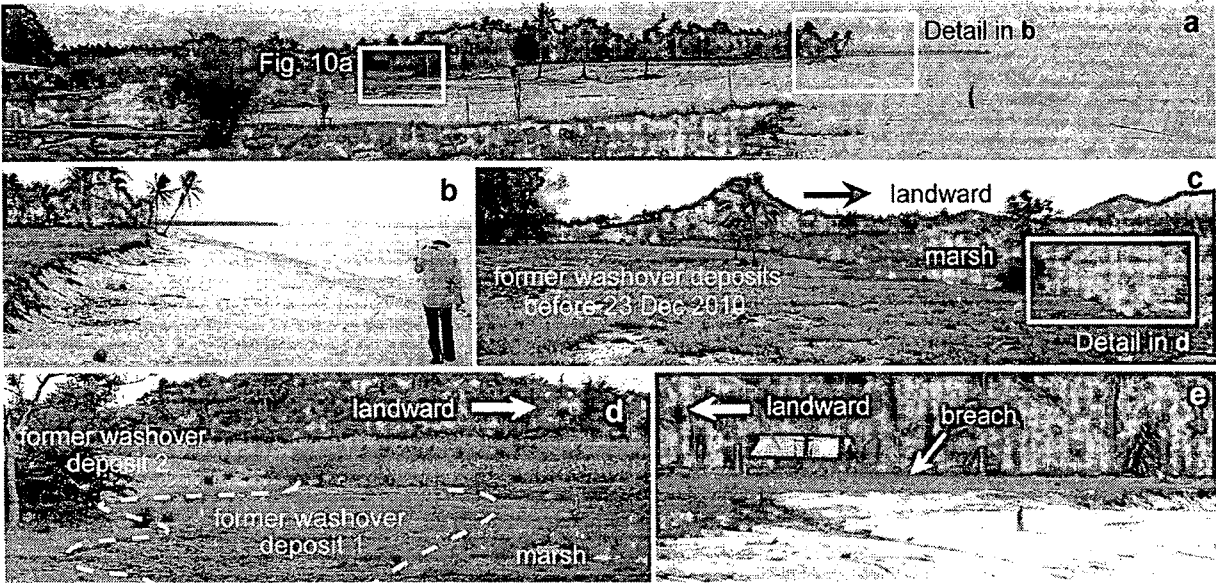 a
Detail in b
Fig. 10a
b
c
landward
marsh
former washover deposits
before 23 Dec 2010
Detail in d
d
landward
former washover
deposit 2
former washover
deposit 1
marsh
e
landward
breach